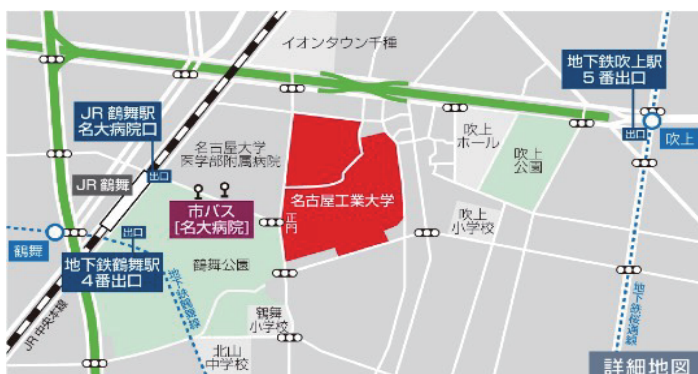 イオンタウン千種
地下鉄吹上駅
5番出口
JR鶴舞駅
名大病院口
出口
吹上
名古屋大学
医学部附属病院
吹上
ホール
吹上
公園
JR鶴舞
出口
名古屋工業大学
市バス
[名大病院]
正門
吹上
小学校
出口
鶴舞
地下鉄鶴舞駅
4番出口
鶴舞公園
地下鉄鶴舞線
地下鉄桜通線
JR中央本線
鶴舞
小学校
北山
中学校
詳細地図